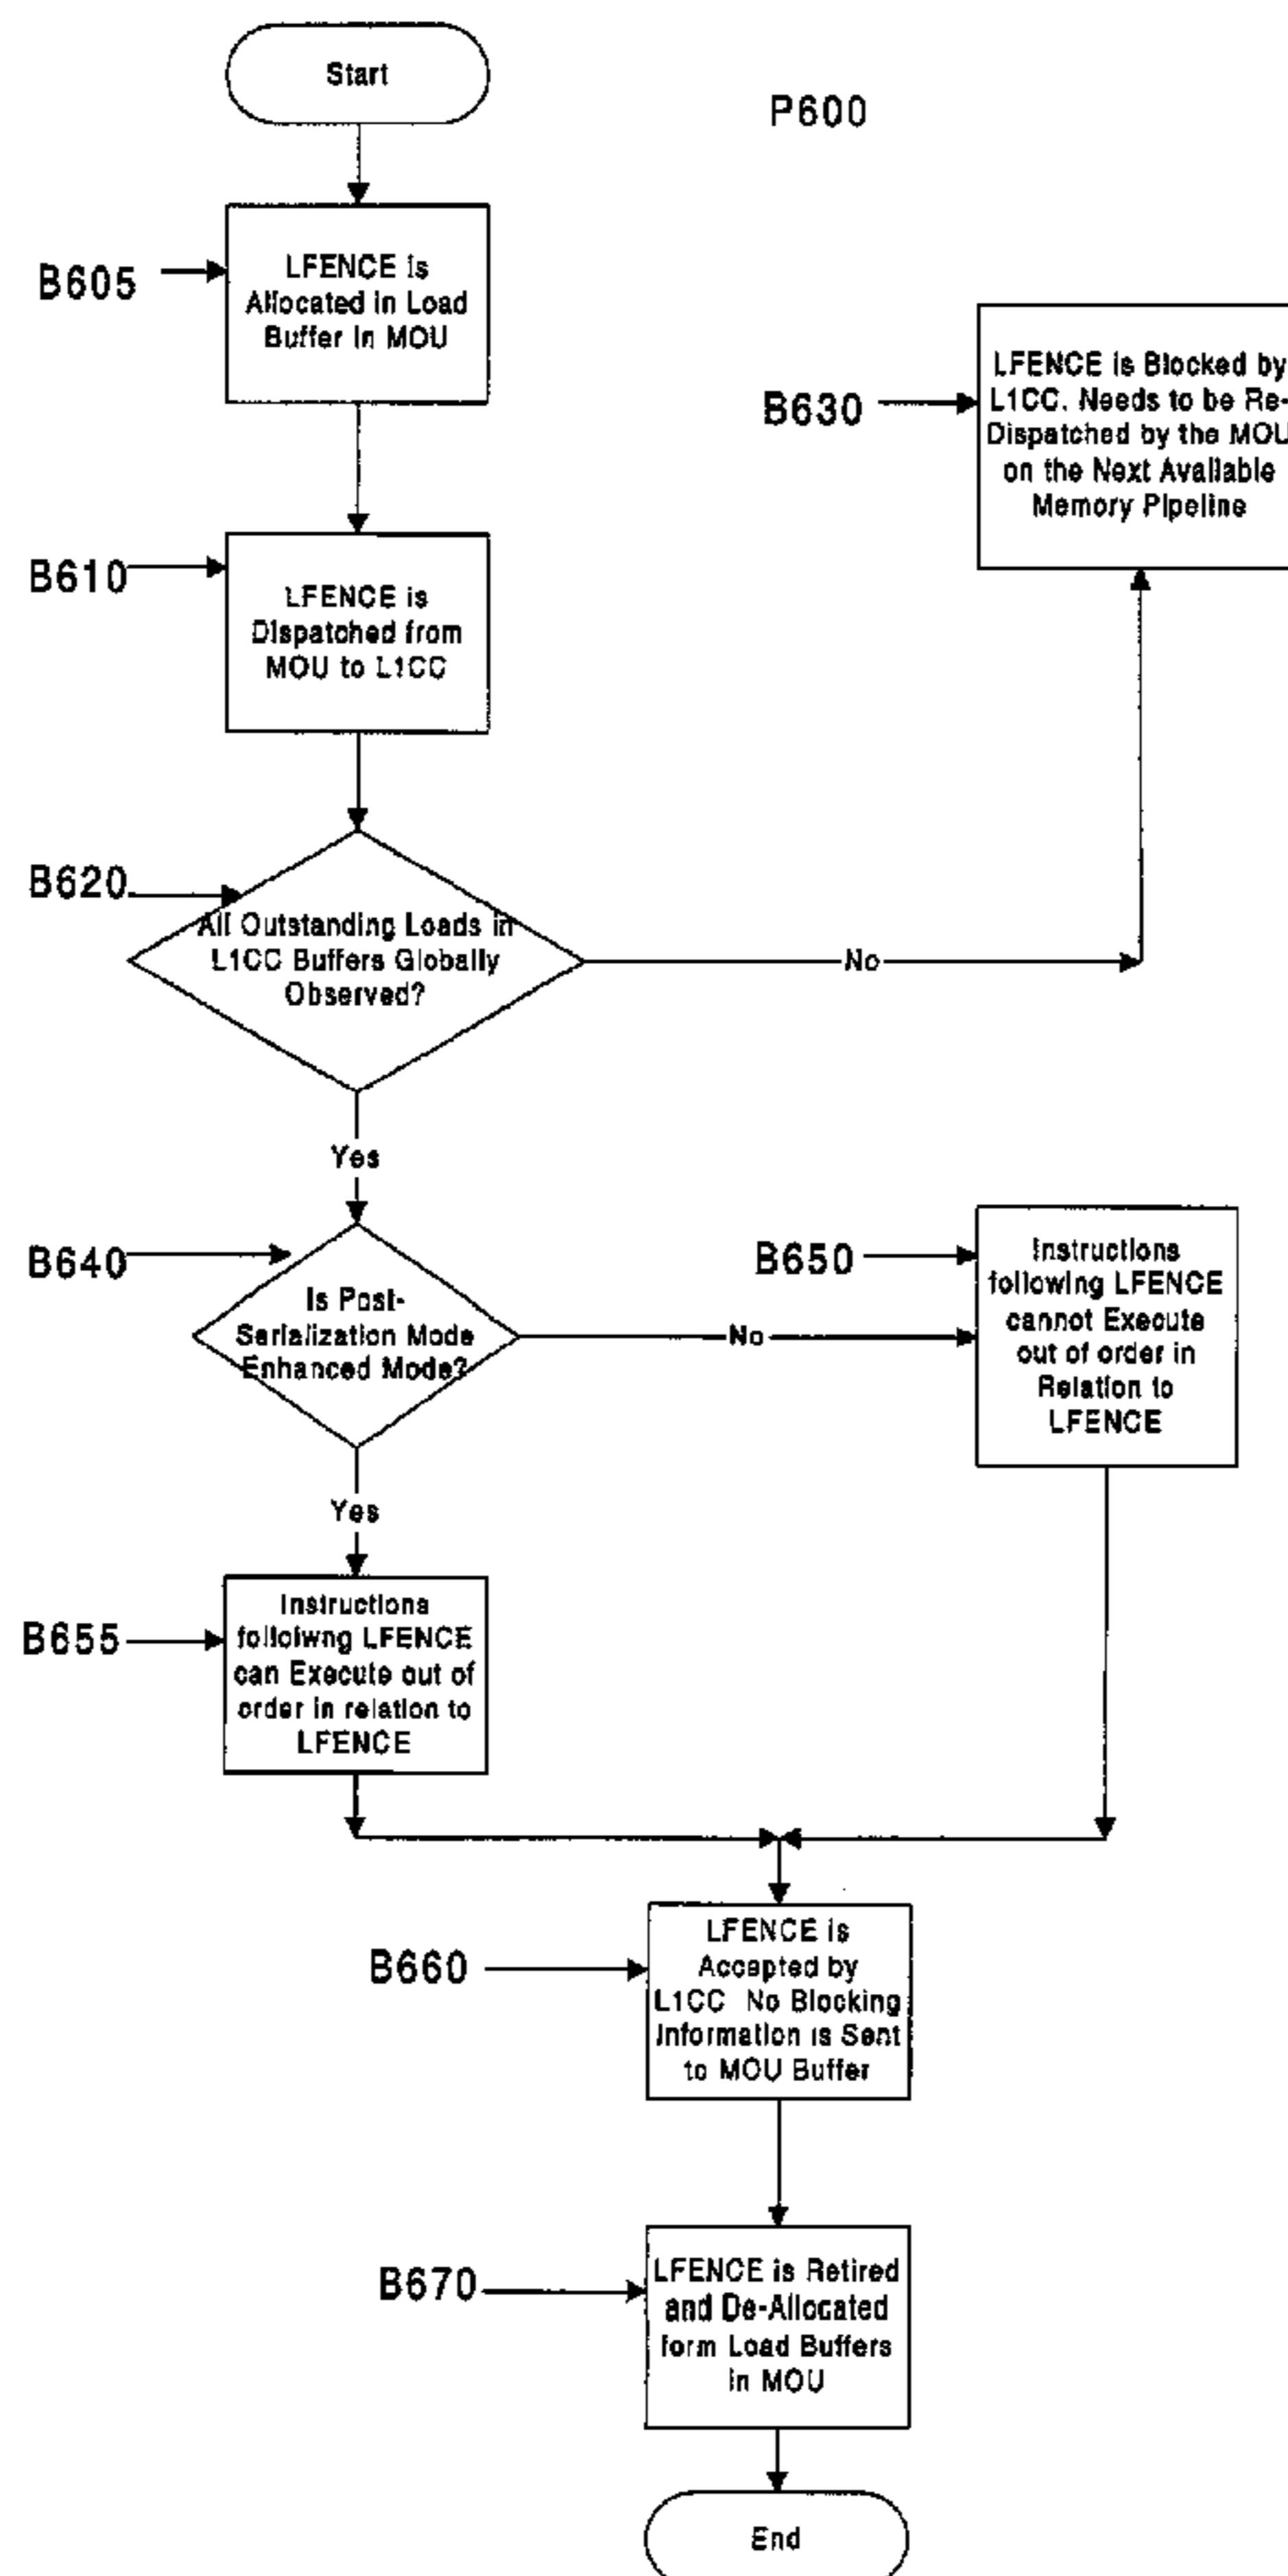 Start
P600
B605
LFENCE is
Allocated in Load
Buffer in MOU
B630
LFENCE is Blocked by
L1CC. Needs to be Re-
Dispatched by the MOU
on the Next Available
Memory Pipeline
B610
LFENCE is
Dispatched from
MOU to L1CC
B620
All Outstanding Loads in
L1CC Buffers Globally
Observed?
No
Yes
B640
Is Post-
Serialization Mode
Enhanced Mode?
No
B650
Instructions
following LFENCE
cannot Execute
out of order in
Relation to
LFENCE
Yes
B655
Instructions
folloiwng LFENCE
can Execute out of
order in relation to
LFENCE
B660
LFENCE is
Accepted by
L1CC No Blocking
Information is Sent
to MOU Buffer
B670
LFENCE is Retired
and De-Allocated
form Load Buffers
in MOU
End